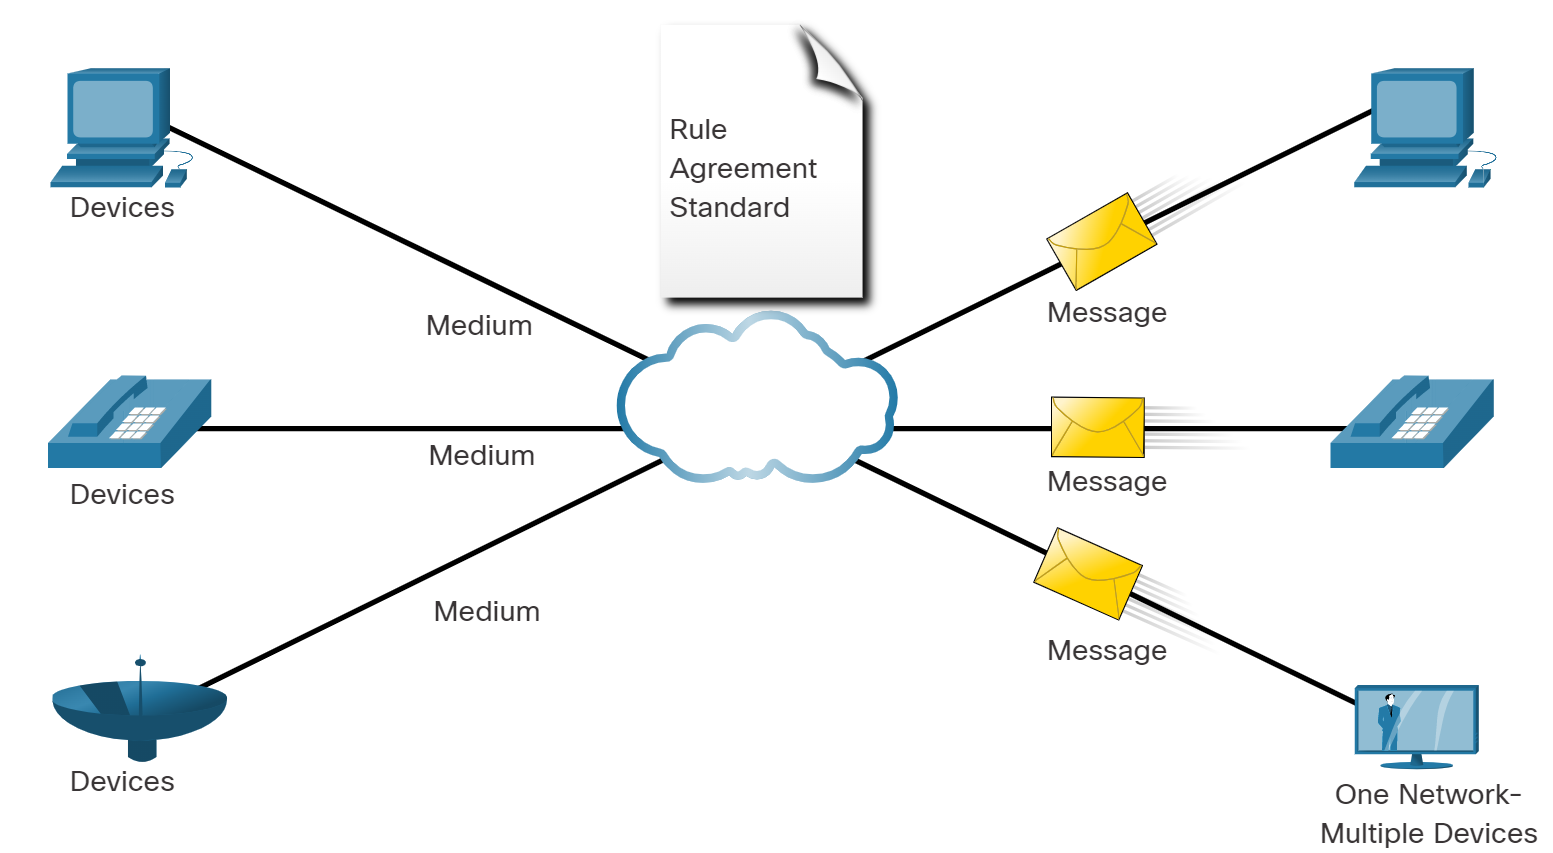 Rule
Agreement
Standard
Devices
Medium
Message
Medium
Devices
Message
Medium
Message
Devices
One Network-
Multiple Devices